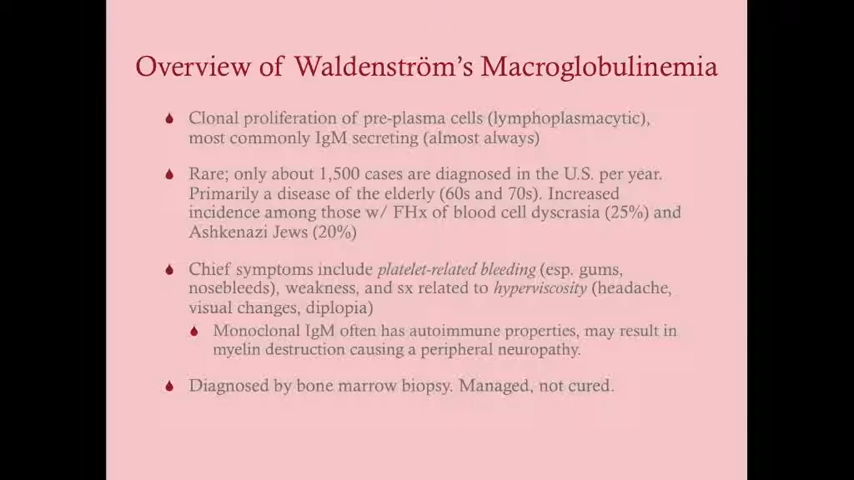 Overview of Waldenström's Macroglobulinemia
Clonal proliferation of pre-plasma cells (lymphoplasmacytic),
most commonly IgM secreting (almost always)
Rare; only about 1,500 cases are diagnosed in the U.S. per year.
Primarily a disease of the elderly (60s and 70s). Increased
incidence among those w/ FHx of blood cell dyscrasia (25%) and
Ashkenazi Jews (20%)
Chief symptoms include platelet-related bleeding (esp. gums,
nosebleeds), weakness, and sx related to hyperviscosity (headache,
visual changes, diplopia)
Monoclonal IgM often has autoimmune properties, may result in
myelin destruction causing a peripheral neuropathy.
Diagnosed by bone marrow biopsy. Managed, not cured.